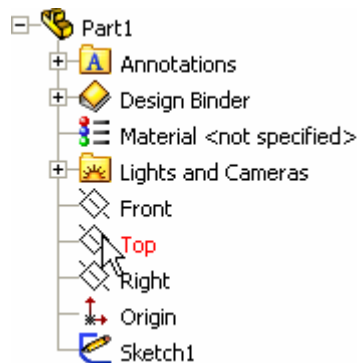 Part1
A Annotations
Design Binder
Material <not specified>
Lights and Cameras
Front
Top
Right
Origin
Sketch1